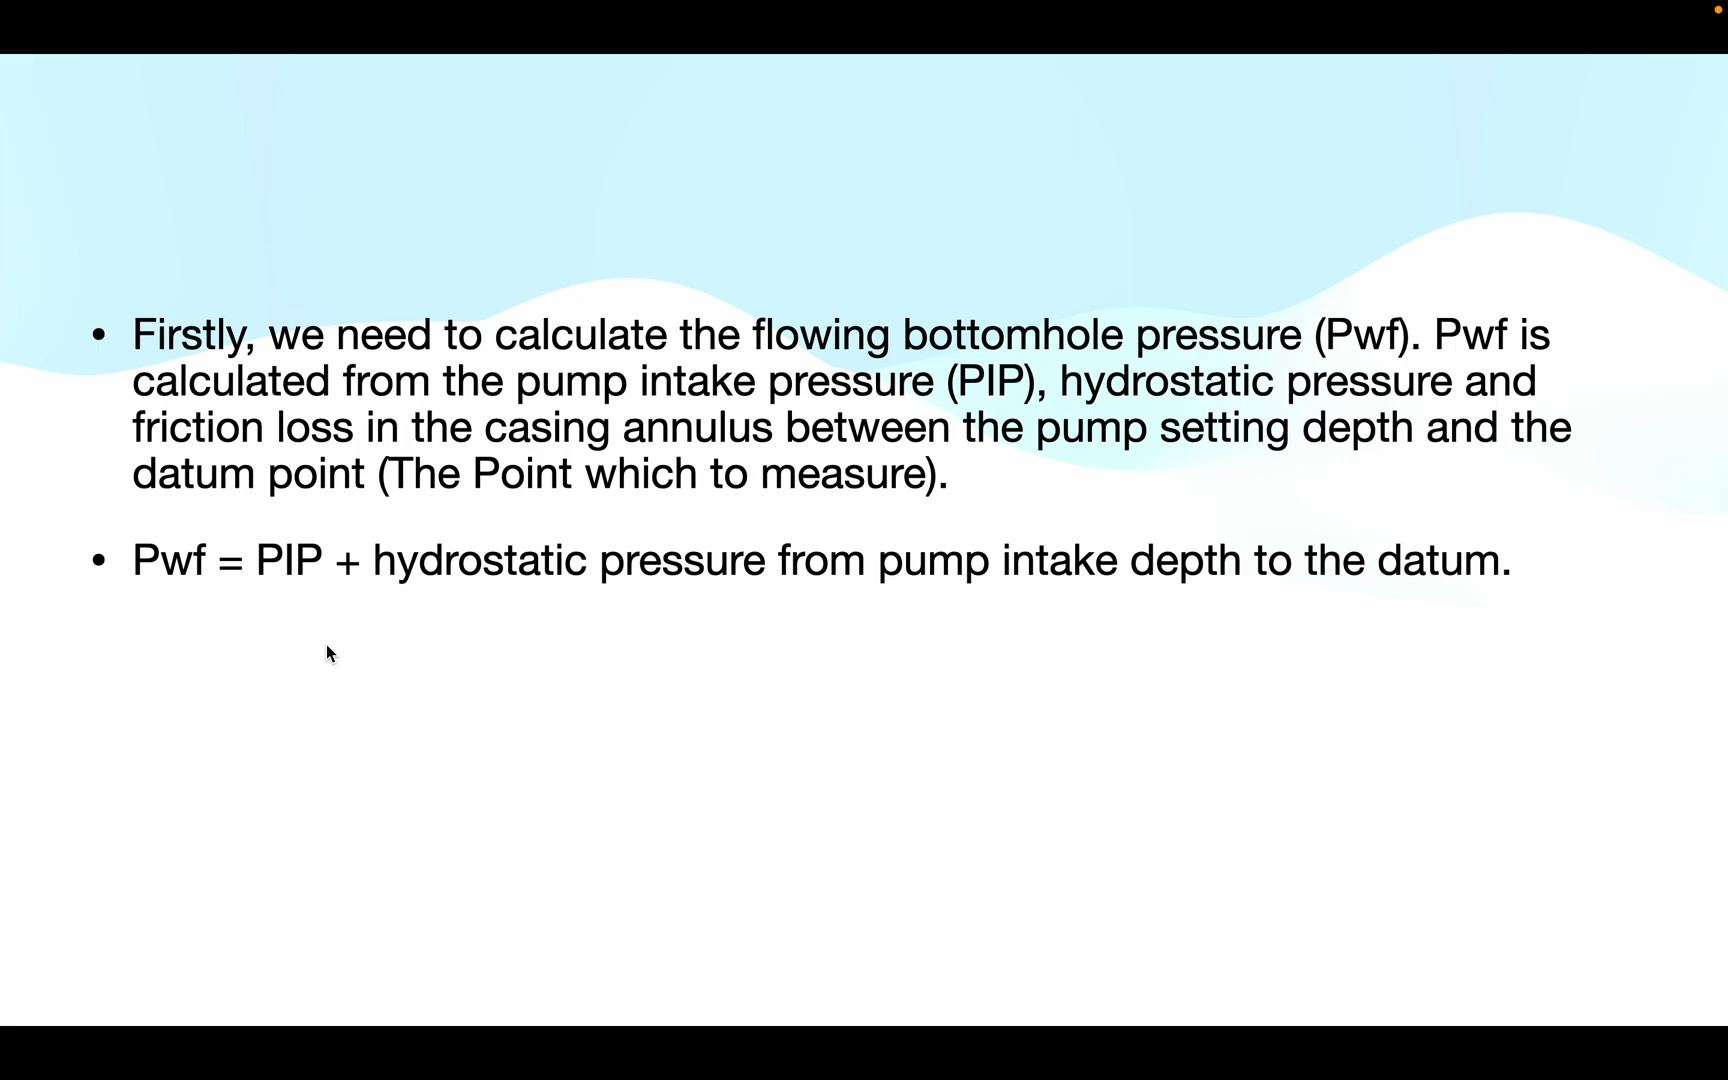 • Firstly, we need to calculate the flowing bottomhole pressure (Pwf). Pwf is
calculated from the pump intake pressure (PIP), hydrostatic pressure and
friction loss in the casing annulus between the pump setting depth and the
datum point (The Point which to measure).
• Pwf = PIP + hydrostatic pressure from pump intake depth to the datum.